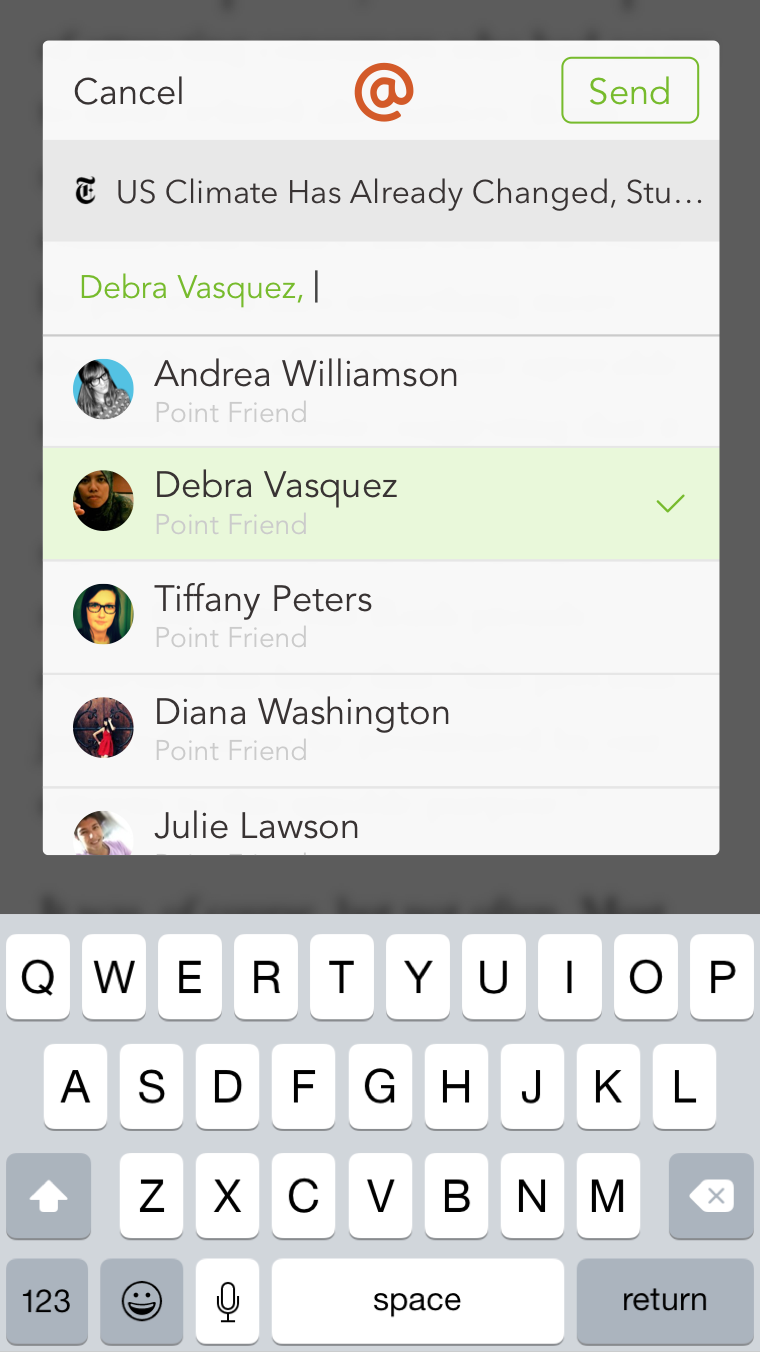 Cancel @ Send
US Climate Has Already Changed, Stu...
Debra Vasquez,
Andrea Williamson
Point Friend
Debra Vasquez
Point Friend
Tiffany Peters
Point Friend
Diana Washington
Point Friend
Julie Lawson
Q W E R T Y U I O P
A S D F G H J K L
Z X C V B N M
123 space return